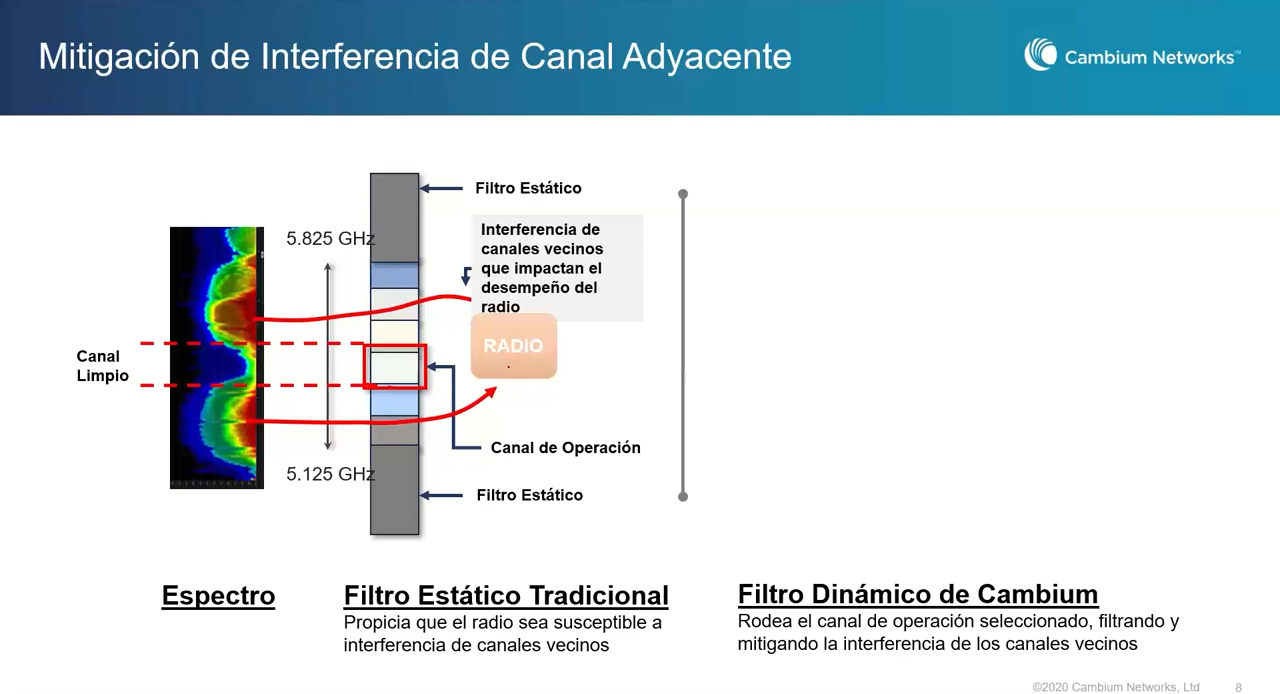 Mitigación de Interferencia de Canal Adyacente
Cambium Networks™
Filtro Estático
5.825 GHz
Interferencia de
canales vecinos
que impactan el
desempeño del
radio
RADIO
Canal
Limpio
Canal de Operación
5.125 GHz
Filtro Estático
Espectro
Filtro Estático Tradicional
Propicia que el radio sea susceptible a
interferencia de canales vecinos
Filtro Dinámico de Cambium
Rodea el canal de operación seleccionado, filtrando y
mitigando la interferencia de los canales vecinos
©2020 Cambium Networks, Ltd
8